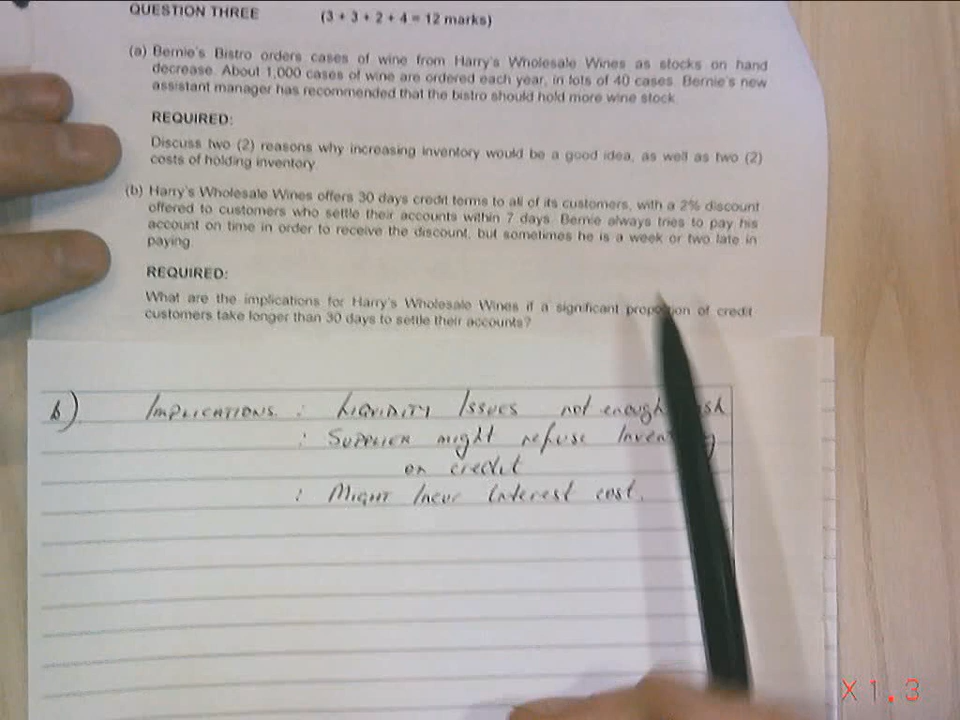 QUESTION THREE (3 + 3 + 2 + 4 = 12 marks)
(a) Bernie's Bistro orders cases of wine from Harry's Wholesale Wines as stocks on hand
decrease. About 1,000 cases of wine are ordered each year, in lots of 40 cases. Bernie's new
assistant manager has recommended that the bistro should hold more wine stock.
REQUIRED:
Discuss two (2) reasons why increasing inventory would be a good idea, as well as two (2)
costs of holding inventory.
(b) Harry's Wholesale Wines offers 30 days credit terms to all of its customers, with a 2% discount
offered to customers who settle their accounts within 7 days. Bernie always tries to pay his
account on time in order to receive the discount, but sometimes he is a week or two late in
paying.
REQUIRED:
What are the implications for Harry's Wholesale Wines if a significant proportion of credit
customers take longer than 30 days to settle their accounts?
b) IMPLICATIONS : LIQUIDITY ISSUES not enough
: SUPPLIER might refuse
on credit
: MIGHT Incur Interest cost.
X1.3